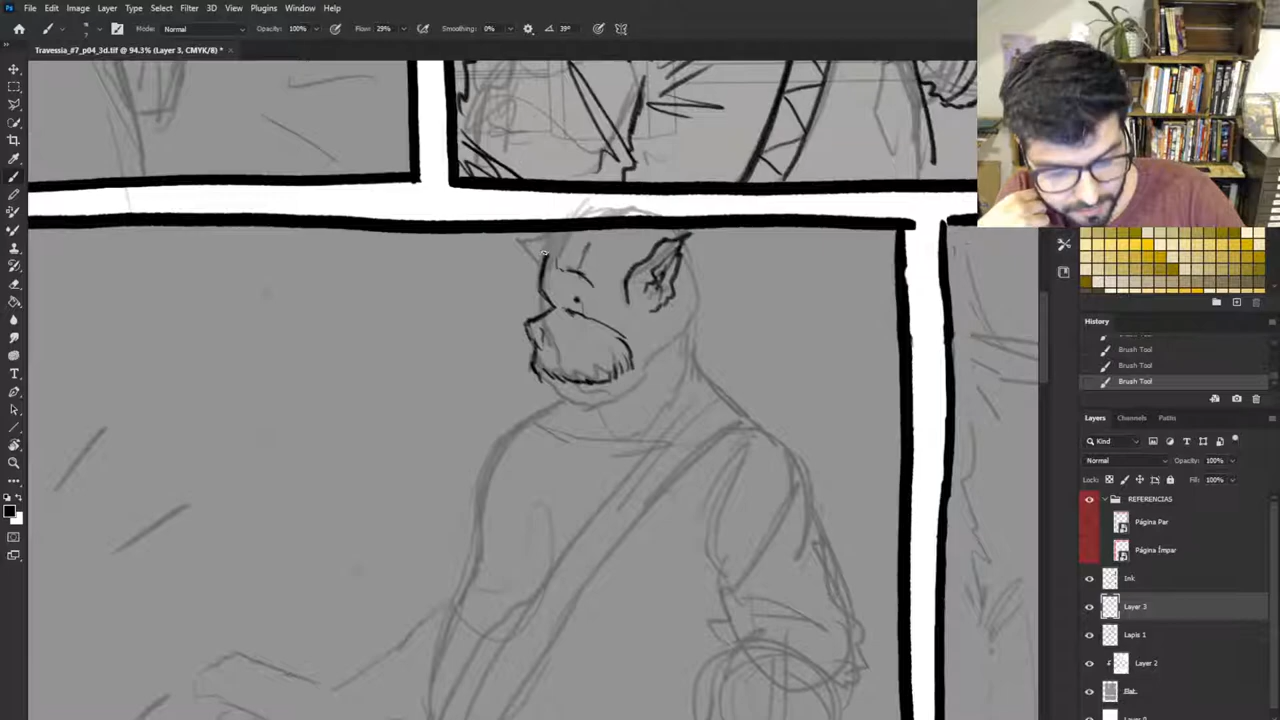 File Edit Image Layer Type Select Filter 3D View Plugins Window Help
Mode: Normal Opacity: 100% Flow: 29% Smoothing: 0% 39°
Travessia_#7_p04_3d.tif @ 94.3% (Layer 3, CMYK/8) *
History
Brush Tool
Brush Tool
Brush Tool
Layers Channels Paths
Kind
Normal Opacity: 100%
Lock: Fill: 100%
REFERENCIAS
Página Par
Página Ímpar
Ink
Layer 3
Lapis 1
Layer 2
Flat